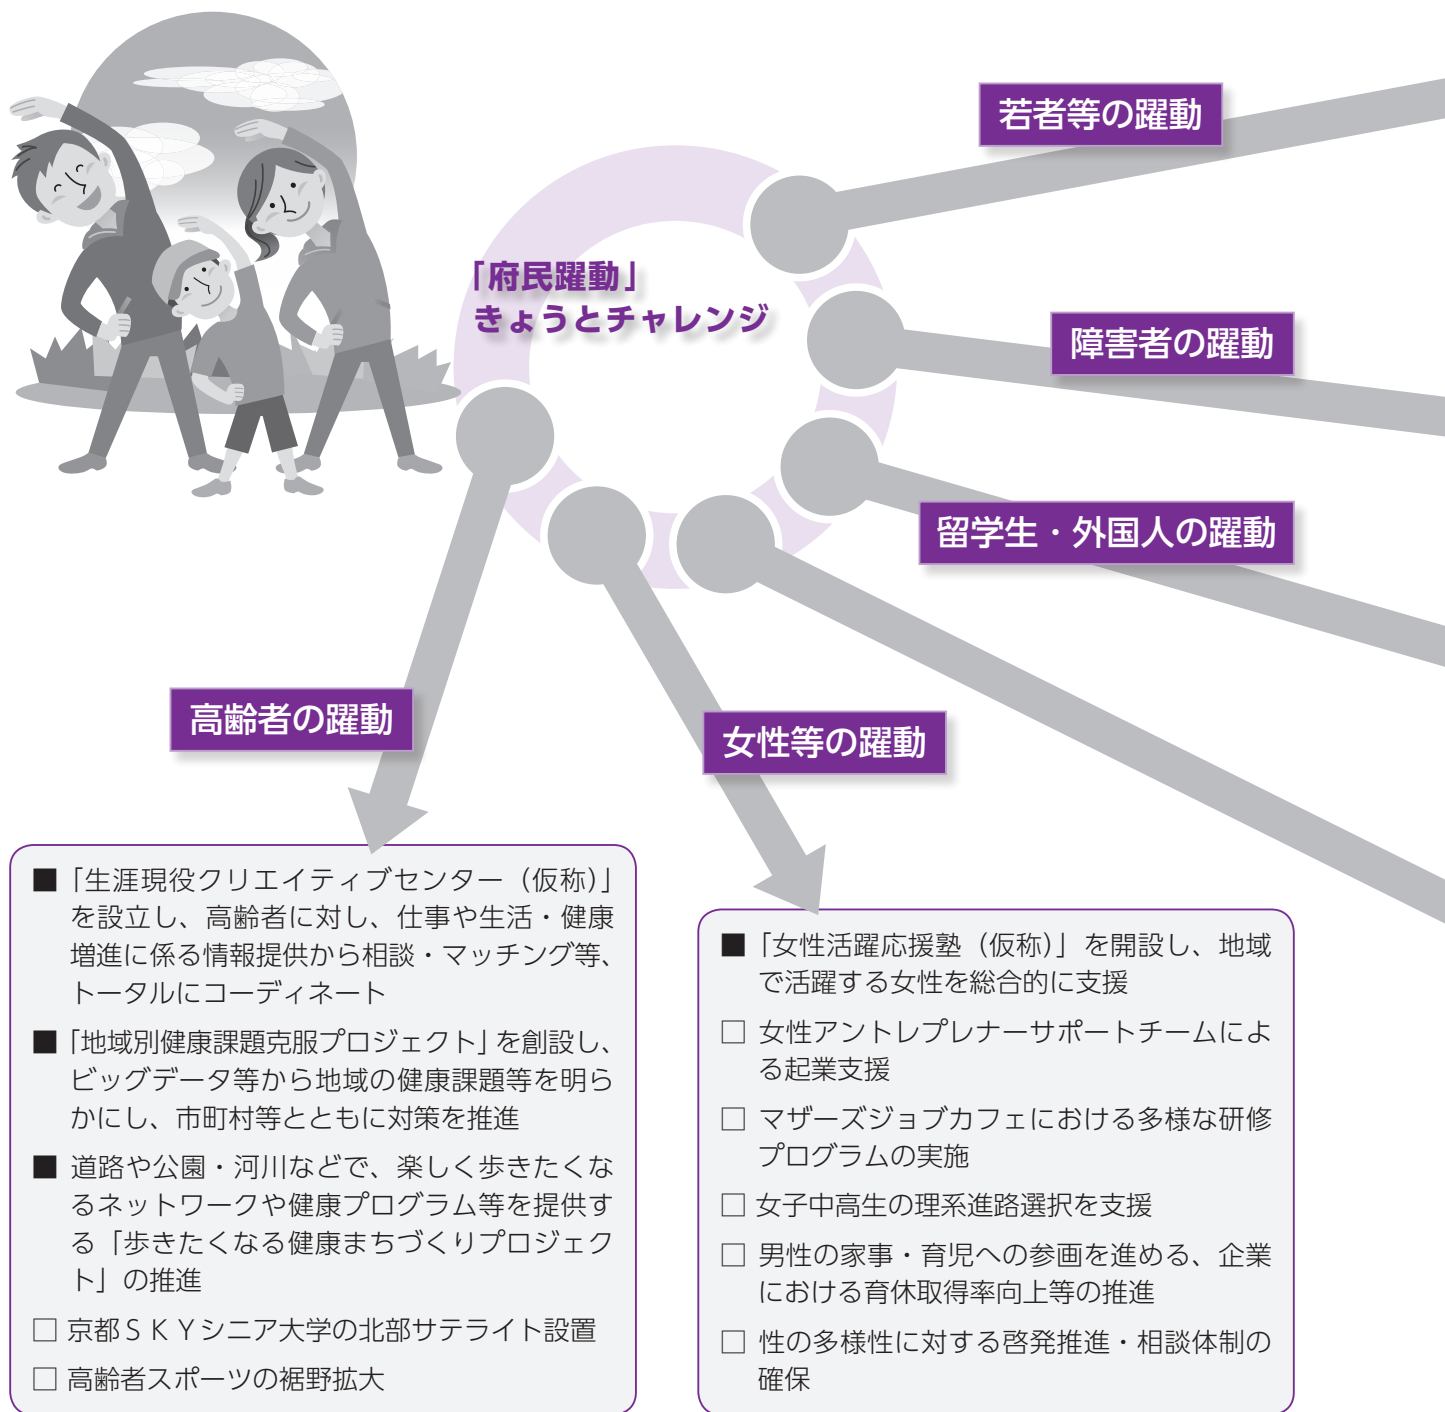 若者等の躍動
「府民躍動」
きょうとチャレンジ
障害者の躍動
留学生・外国人の躍動
高齢者の躍動
女性等の躍動
■「生涯現役クリエイティブセンター（仮称）」
を設立し、高齢者に対し、仕事や生活・健康
増進に係る情報提供から相談・マッチング等、
トータルにコーディネート
■「地域別健康課題克服プロジェクト」を創設し、
ビッグデータ等から地域の健康課題等を明ら
かにし、市町村等とともに対策を推進
■ 道路や公園・河川などで、楽しく歩きたくな
るネットワークや健康プログラム等を提供す
る「歩きたくなる健康まちづくりプロジェク
ト」の推進
□ 京都ＳＫＹシニア大学の北部サテライト設置
□ 高齢者スポーツの裾野拡大
■「女性活躍応援塾（仮称）」を開設し、地域
で活躍する女性を総合的に支援
□ 女性アントレプレナーサポートチームによ
る起業支援
□ マザーズジョブカフェにおける多様な研修
プログラムの実施
□ 女子中高生の理系進路選択を支援
□ 男性の家事・育児への参画を進める、企業
における育休取得率向上等の推進
□ 性の多様性に対する啓発推進・相談体制の
確保